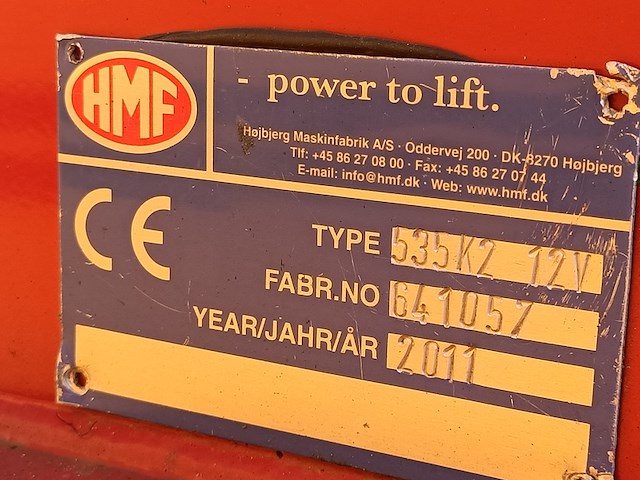 HMF
- power to lift.
Højbjerg Maskinfabrik A/S · Oddervej 200 · DK-8270 Højbjerg
Tlf: +45 86 27 08 00 · Fax: +45 86 27 07 44
E-mail: info@hmf.dk · Web: www.hmf.dk
CE
TYPE 535K2 12V
FABR.NO 641057
YEAR/JAHR/ÅR 2011